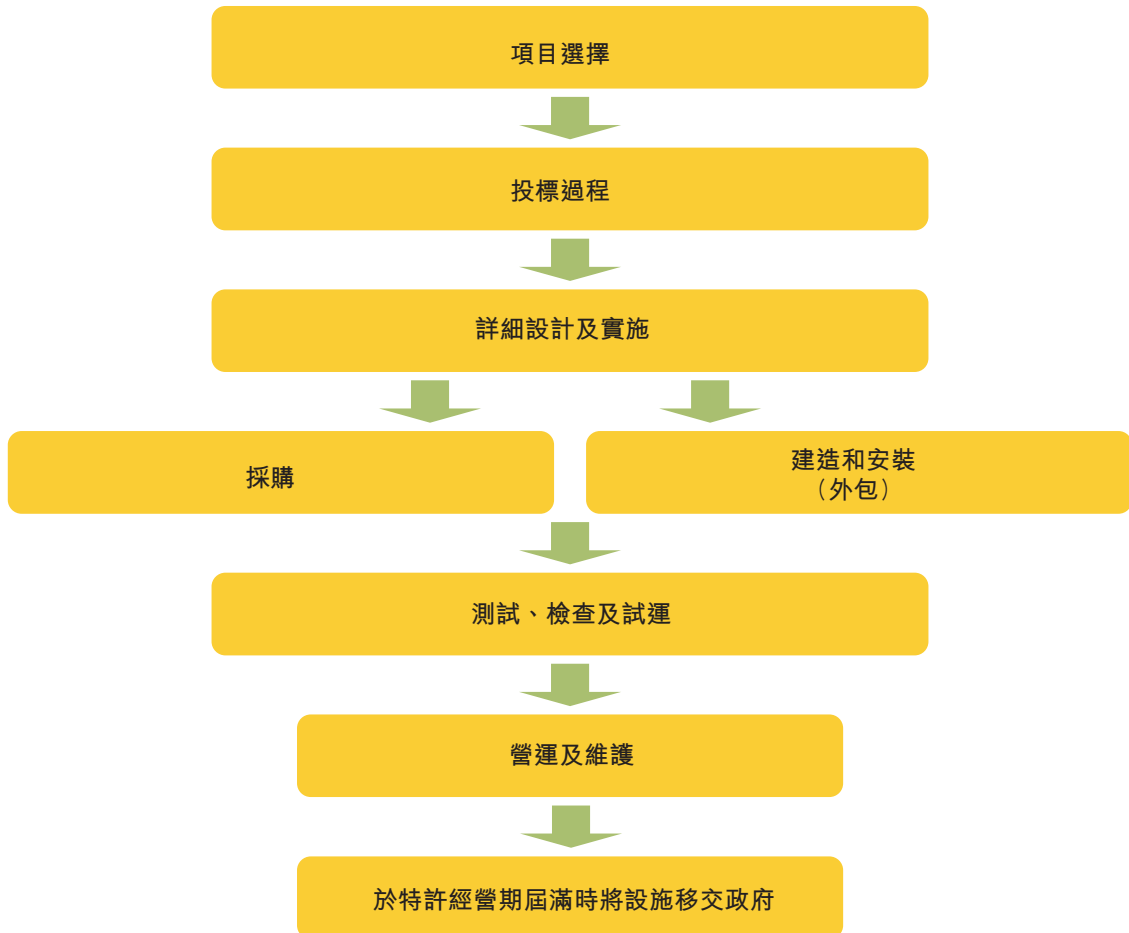 項目選擇
投標過程
詳細設計及實施
採購
建造和安裝
（外包）
測試、檢查及試運
營運及維護
於特許經營期屆滿時將設施移交政府